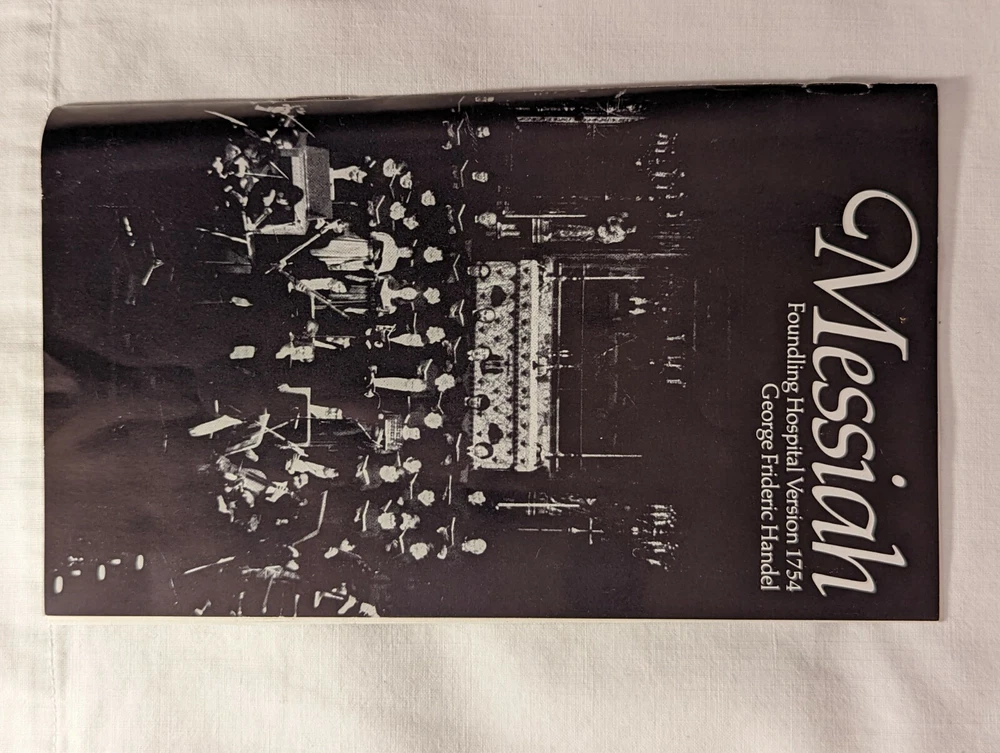 Messiah
Foundling Hospital Version 1754
George Frideric Handel